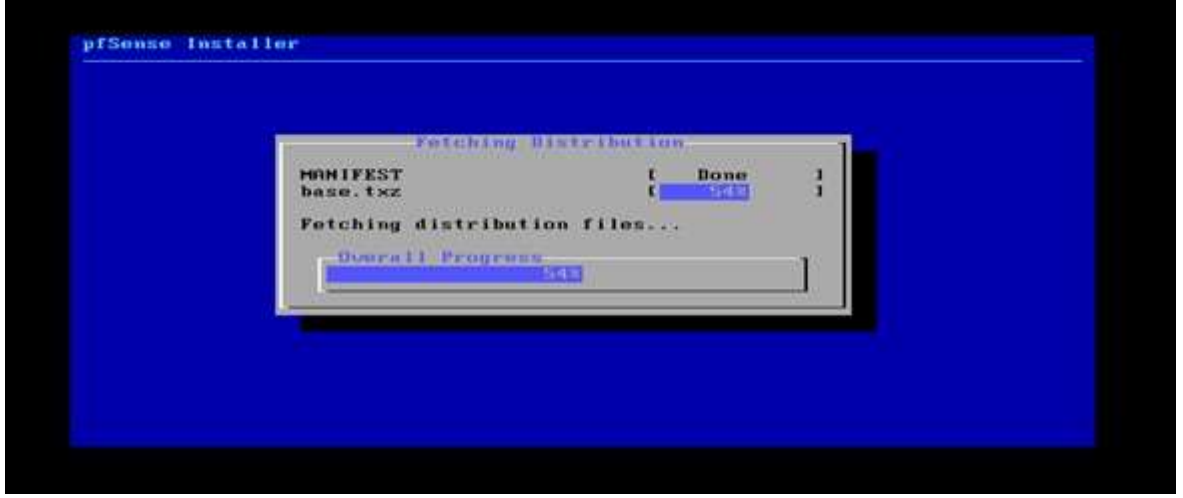 pfSense Installer
Fetching Distribution
MANIFEST [ Done ]
base.txz [ 54% ]
Fetching distribution files...
Overall Progress
54%